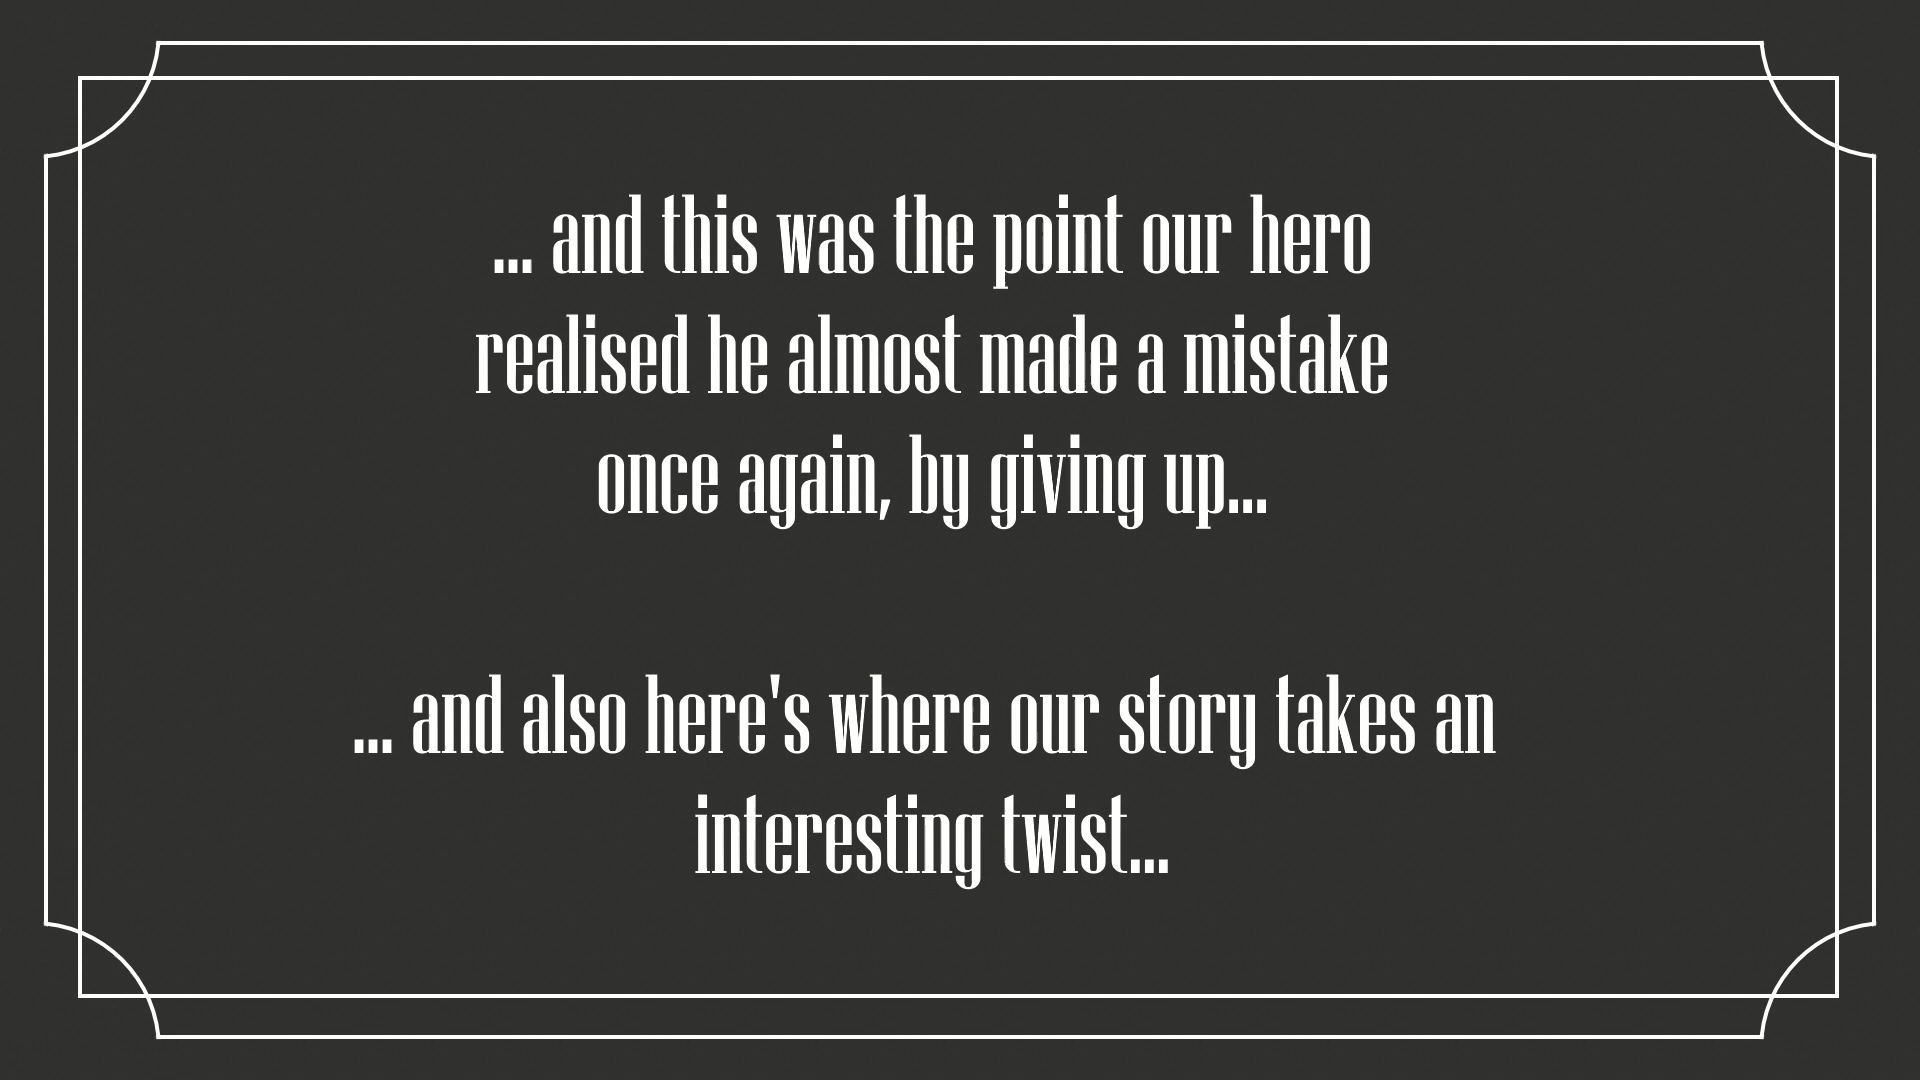 ... and this was the point our hero
realised he almost made a mistake
once again, by giving up...
... and also here's where our story takes an
interesting twist...